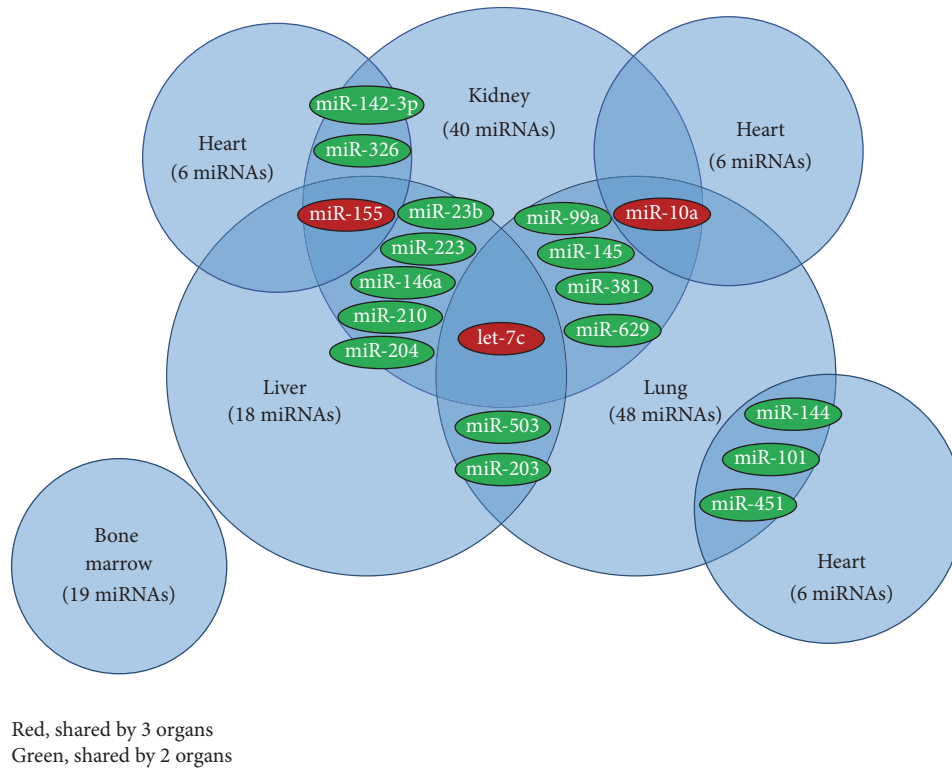 miR-142-3p
miR-326
Heart
(6 miRNAs)
Kidney
(40 miRNAs)
Heart
(6 miRNAs)
miR-155
miR-23b
miR-223
miR-146a
miR-210
miR-204
miR-99a
miR-10a
miR-145
miR-381
miR-629
let-7c
Liver
(18 miRNAs)
Lung
(48 miRNAs)
miR-503
miR-203
miR-144
miR-101
miR-451
Heart
(6 miRNAs)
Bone
marrow
(19 miRNAs)
Red, shared by 3 organs
Green, shared by 2 organs